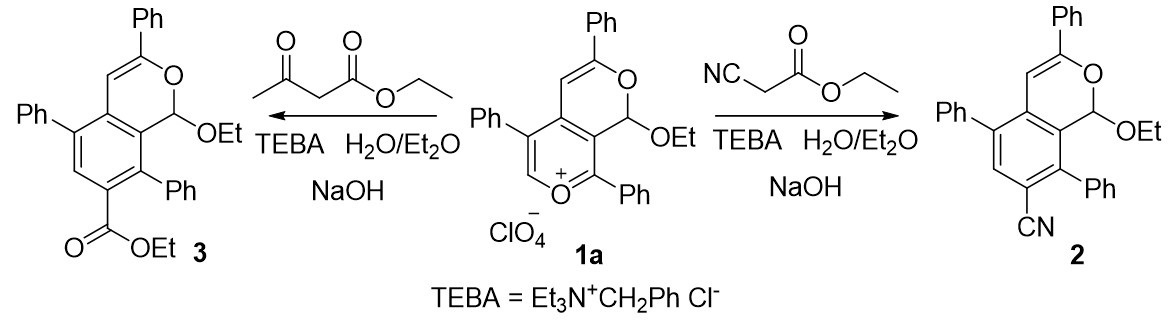 Ph
O
O
O
Ph
O
OEt
Ph
O
OEt
3
TEBA H₂O/Et₂O
NaOH
Ph
O
Ph
OEt
+
O
Ph
ClO₄⁻
1a
NC
O
O
TEBA H₂O/Et₂O
NaOH
Ph
O
Ph
OEt
Ph
CN
2
TEBA = Et₃N⁺CH₂Ph Cl⁻